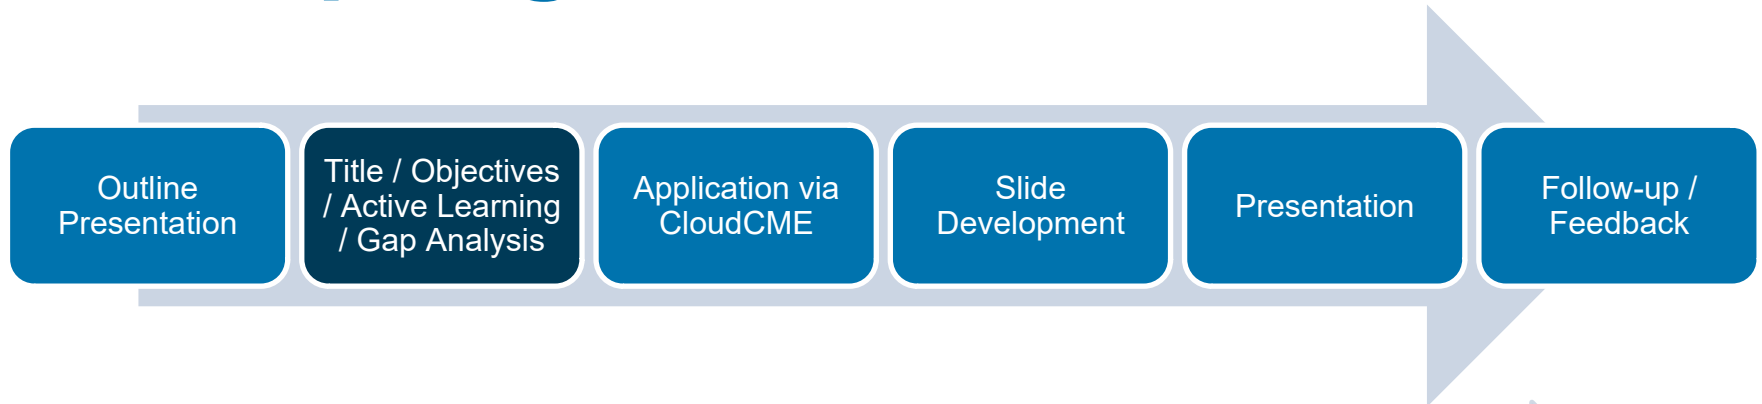 Outline
Presentation
Title / Objectives
/ Active Learning
/ Gap Analysis
Application via
CloudCME
Slide
Development
Presentation
Follow-up /
Feedback